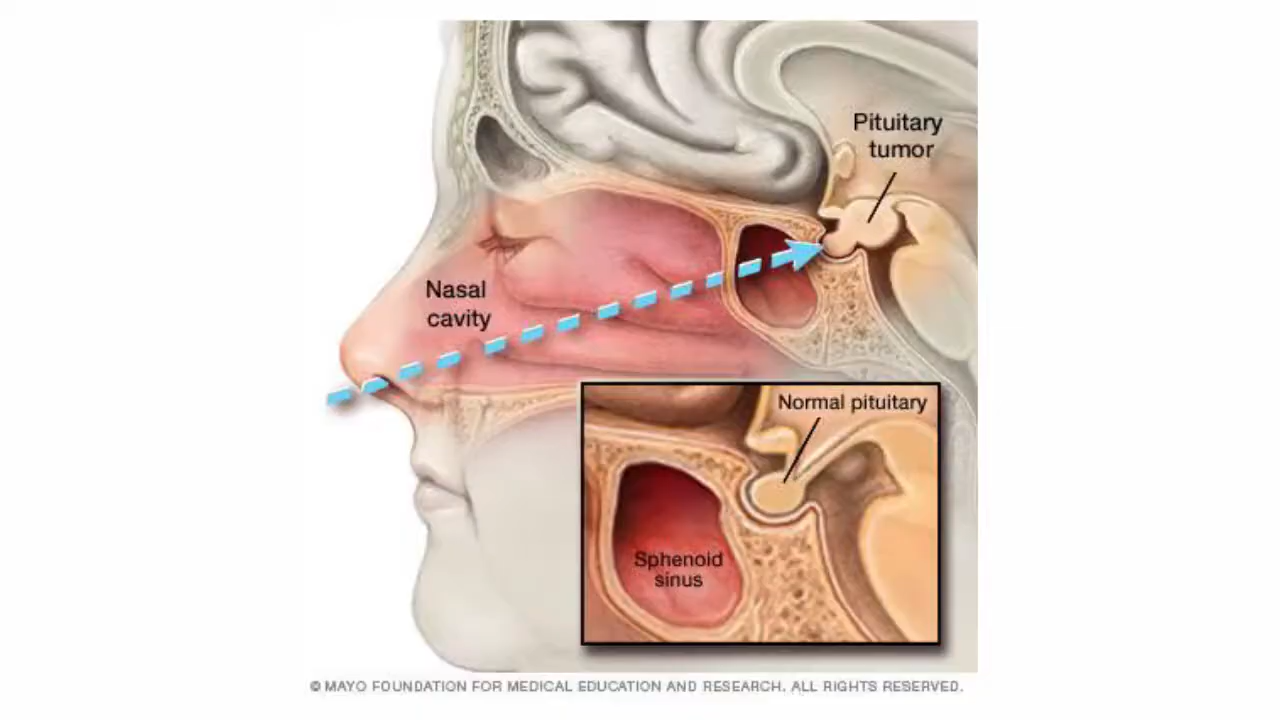 Pituitary
tumor
Nasal
cavity
Normal pituitary
Sphenoid
sinus
© MAYO FOUNDATION FOR MEDICAL EDUCATION AND RESEARCH. ALL RIGHTS RESERVED.